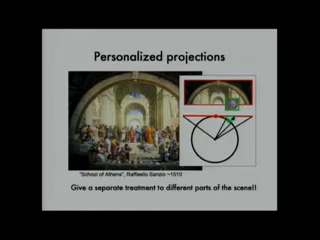 Personalized projections
"School of Athens", Raffaello Sanzio ~1510
Give a separate treatment to different parts of the scene!!